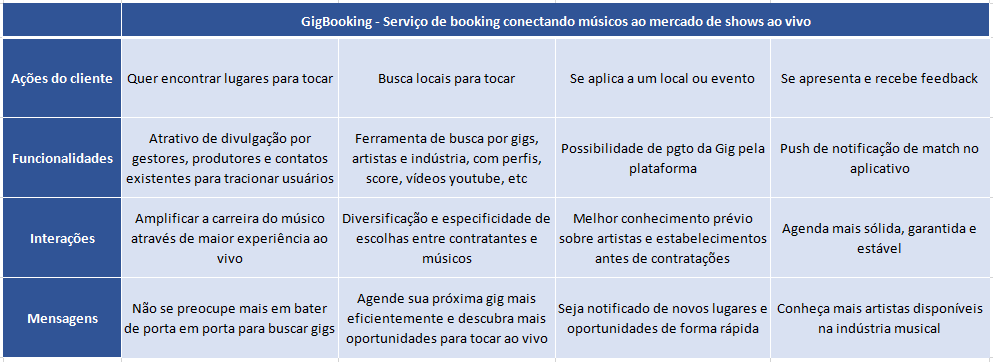 GigBooking - Serviço de booking conectando músicos ao mercado de shows ao vivo
Ações do cliente
Quer encontrar lugares para tocar
Busca locais para tocar
Se aplica a um local ou evento
Se apresenta e recebe feedback
Funcionalidades
Atrativo de divulgação por
gestores, produtores e contatos
existentes para tracionar usuários
Ferramenta de busca por gigs,
artistas e indústria, com perfis,
score, vídeos youtube, etc
Possibilidade de pgto da Gig pela
plataforma
Push de notificação de match no
aplicativo
Interações
Amplificar a carreira do músico
através de maior experiência ao
vivo
Diversificação e especificidade de
escolhas entre contratantes e
músicos
Melhor conhecimento prévio
sobre artistas e estabelecimentos
antes de contratações
Agenda mais sólida, garantida e
estável
Mensagens
Não se preocupe mais em bater
de porta em porta para buscar gigs
Agende sua próxima gig mais
eficientemente e descubra mais
oportunidades para tocar ao vivo
Seja notificado de novos lugares e
oportunidades de forma rápida
Conheça mais artistas disponíveis
na indústria musical